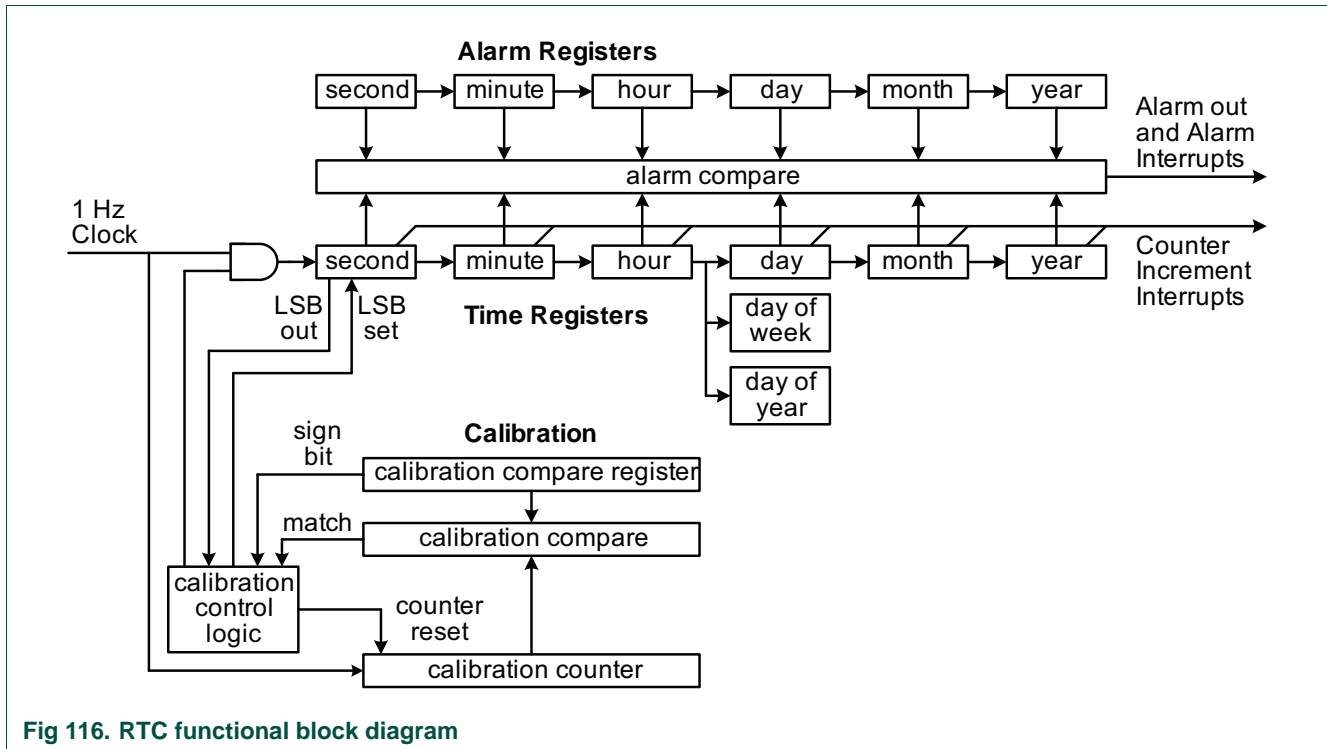 Alarm Registers
second
minute
hour
day
month
year
Alarm out
and Alarm
Interrupts
alarm compare
1 Hz
Clock
second
minute
hour
day
month
year
Counter
Increment
Interrupts
LSB
out
LSB
set
Time Registers
day of
week
day of
year
Calibration
sign
bit
calibration compare register
match
calibration compare
calibration
control
logic
counter
reset
calibration counter
Fig 116. RTC functional block diagram